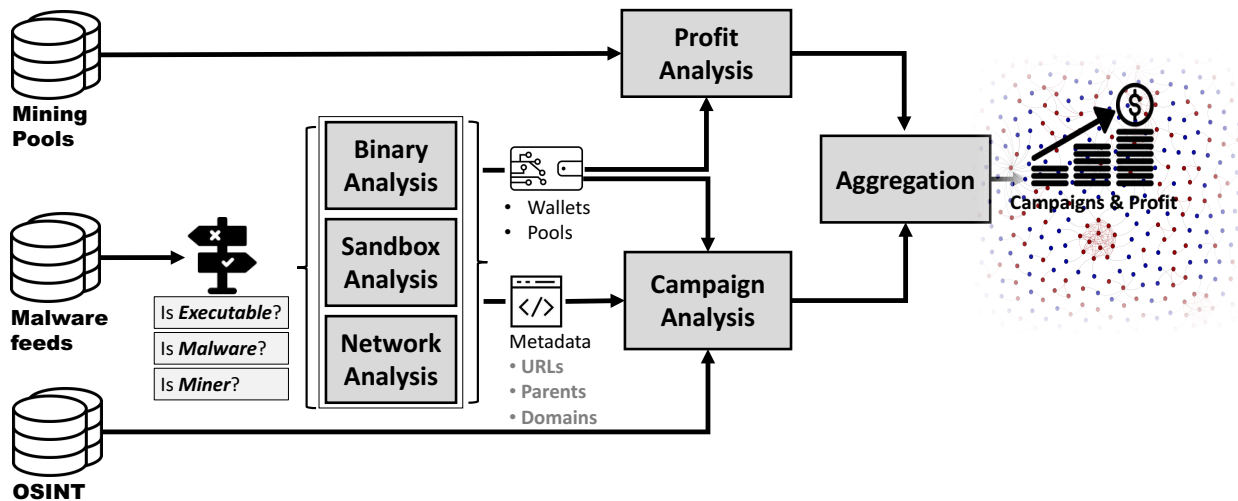 Mining
Pools
Profit
Analysis
$
Binary
Analysis
Sandbox
Analysis
Network
Analysis
• Wallets
• Pools
Aggregation
Campaigns & Profit
Malware
feeds
Is Executable?
Is Malware?
Is Miner?
</>
Metadata
• URLs
• Parents
• Domains
Campaign
Analysis
OSINT